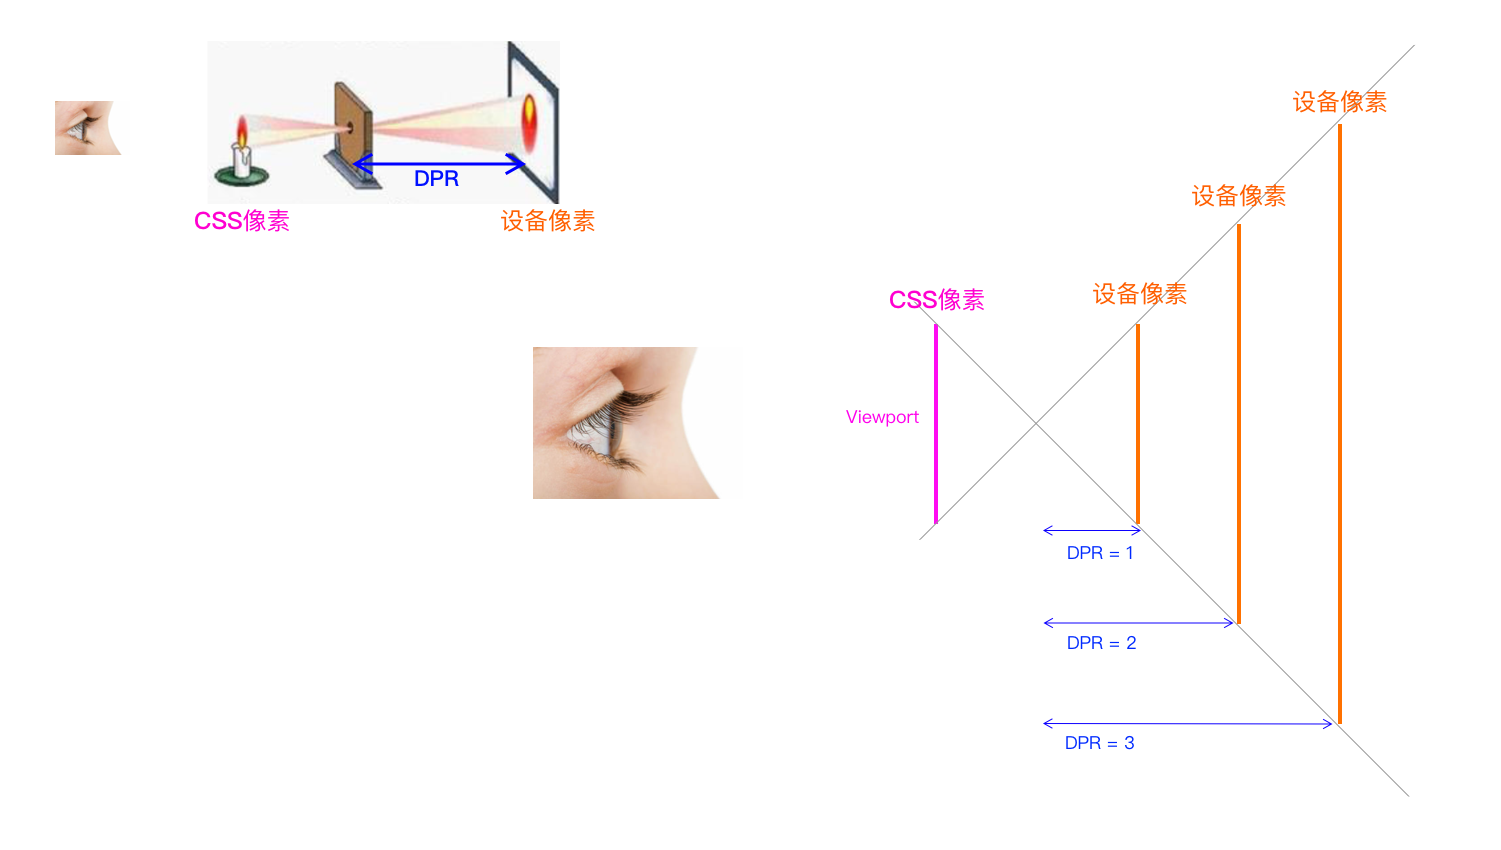 DPR
CSS像素
设备像素
设备像素
设备像素
CSS像素
设备像素
Viewport
DPR = 1
DPR = 2
DPR = 3